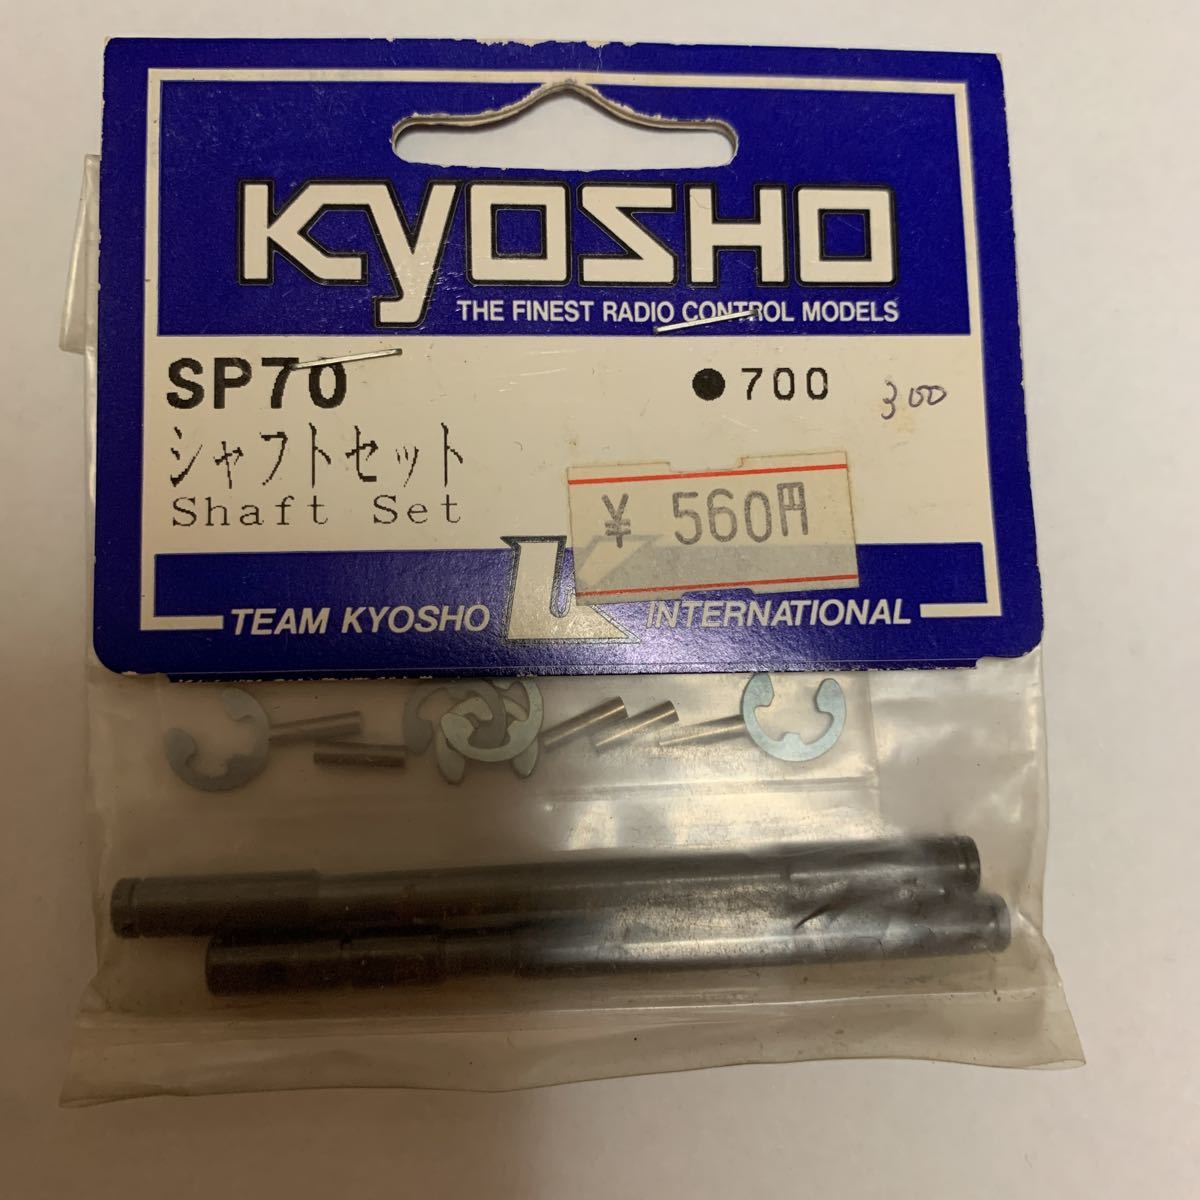 KYOSHO
THE FINEST RADIO CONTROL MODELS
SP70
●700
300
シャフトセット
Shaft Set
¥ 560円
TEAM KYOSHO
INTERNATIONAL